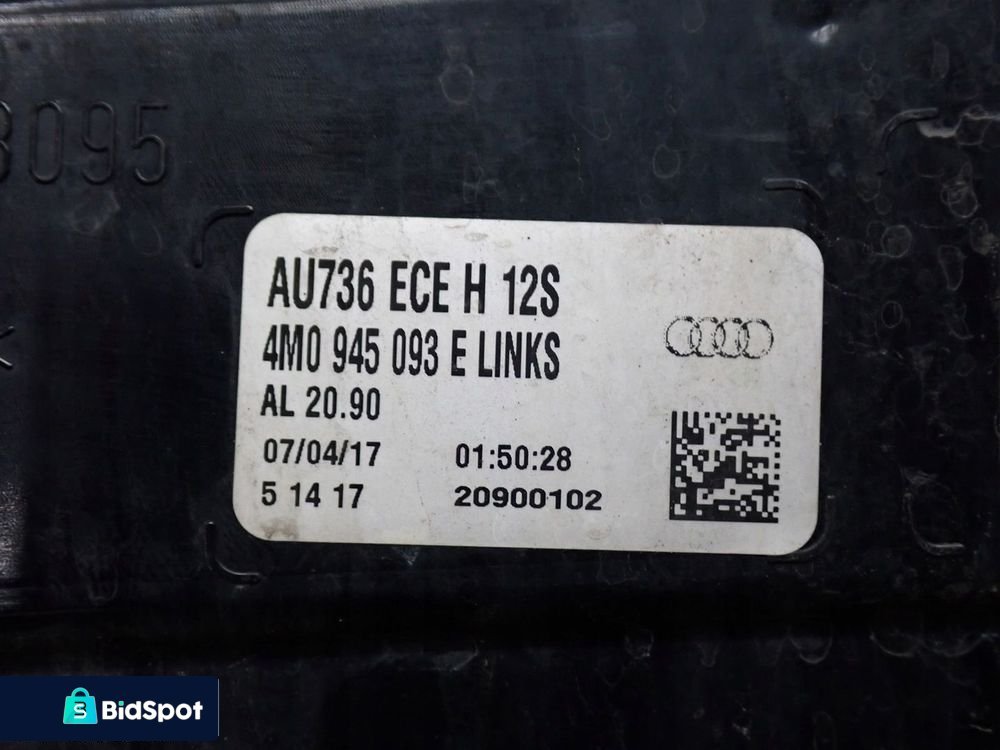 3095
AU736 ECE H 12S
4M0 945 093 E LINKS
AL 20.90
07/04/17 01:50:28
5 14 17 20900102
BidSpot